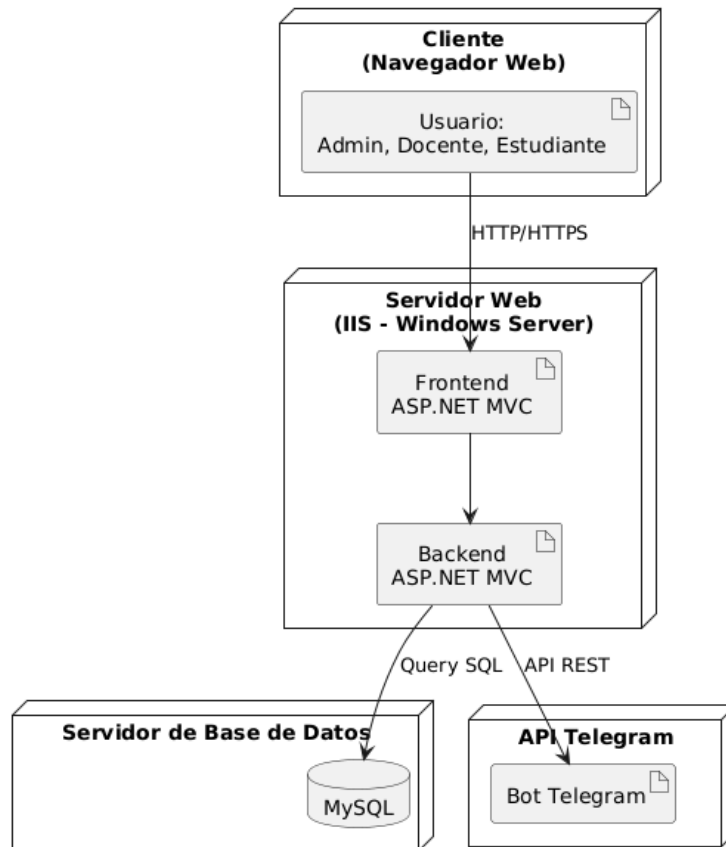 Cliente
(Navegador Web)
Usuario:
Admin, Docente, Estudiante
HTTP/HTTPS
Servidor Web
(IIS - Windows Server)
Frontend
ASP.NET MVC
Backend
ASP.NET MVC
Query SQL
API REST
Servidor de Base de Datos
MySQL
API Telegram
Bot Telegram